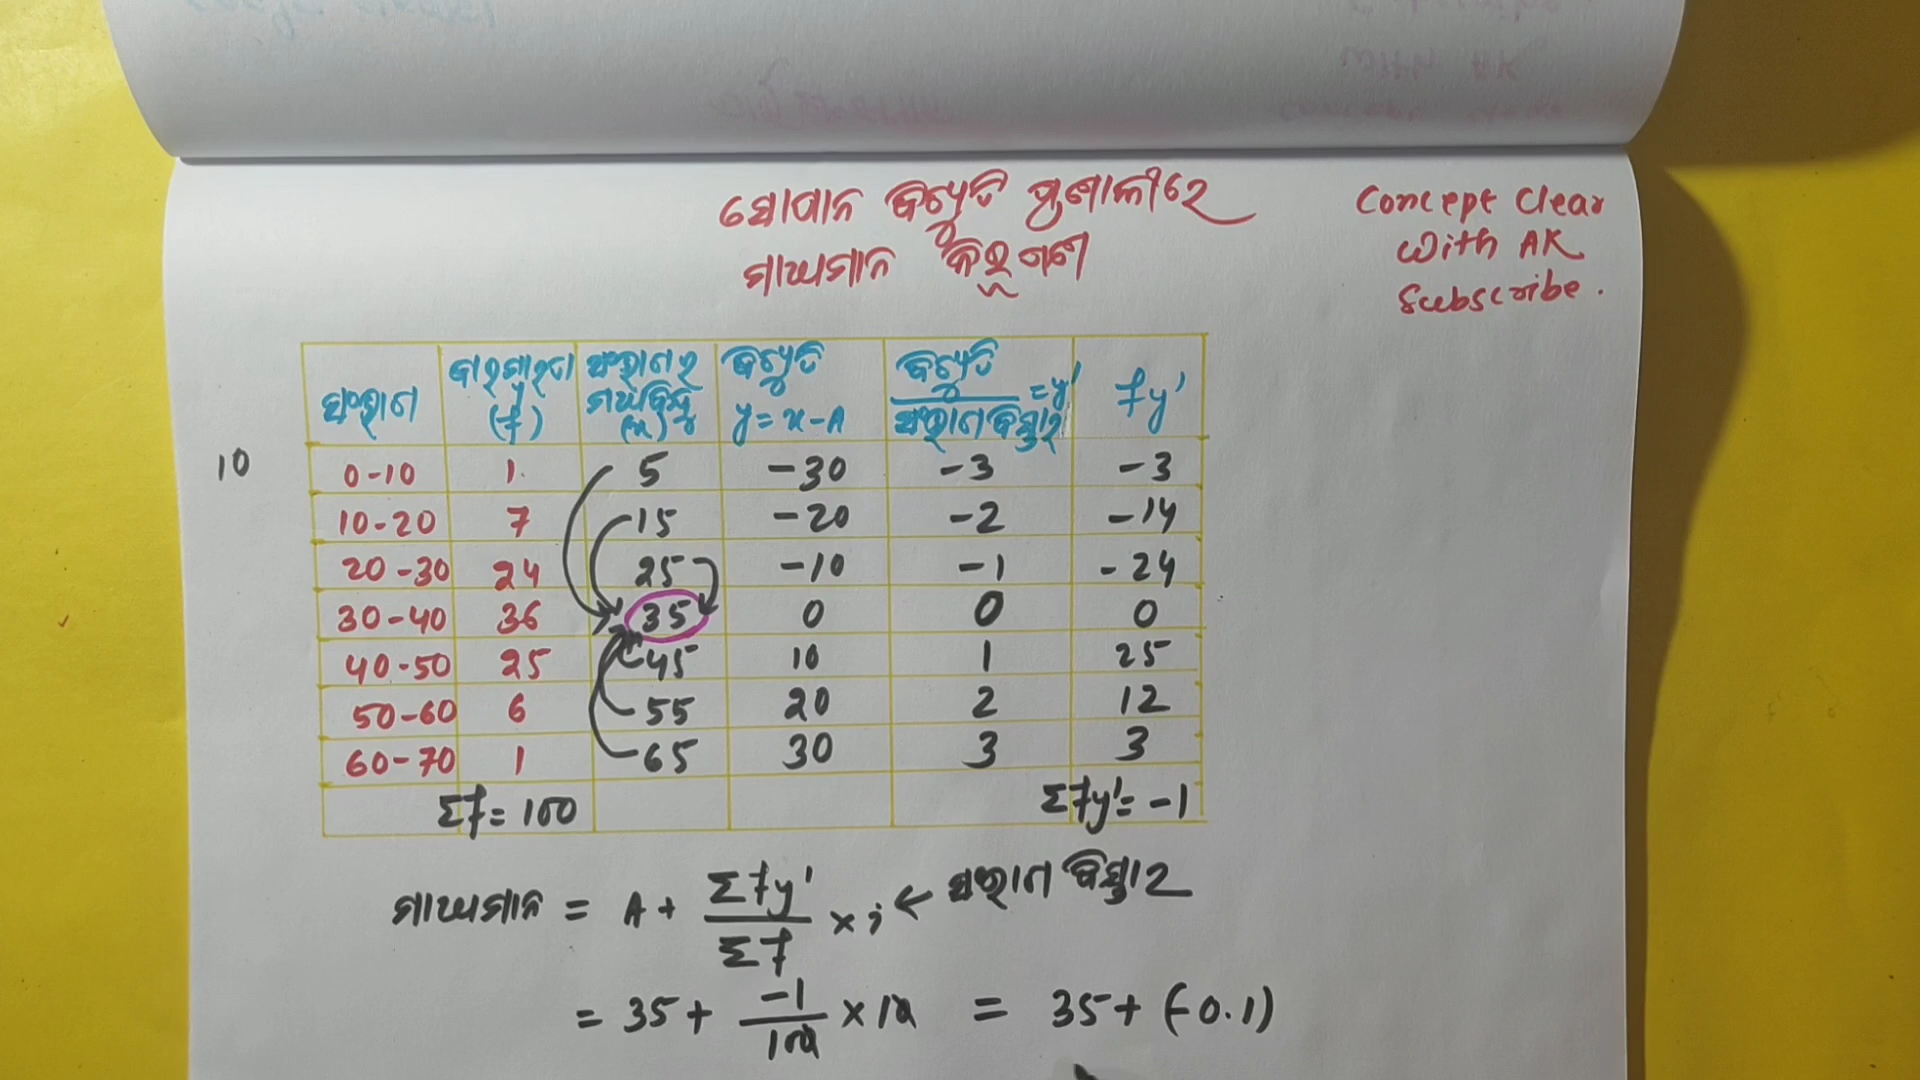 ସୋପାନ ବିଚ୍ୟୁତି ପ୍ରଣାଳୀରେ
ମାଧ୍ୟମାନ ନିରୂପଣ
Concept Clear
With AK
Subscribe.
ସଂଭାଗ ବାରମ୍ବାରତା (f) ସଂଭାଗର ମଧ୍ୟବିନ୍ଦୁ (x) ବିଚ୍ୟୁତି y = x - A ବିଚ୍ୟୁତି / ସଂଭାଗ ବିସ୍ତାର = y' fy'
10
0-10 1 5 -30 -3 -3
10-20 7 15 -20 -2 -14
20-30 24 25 -10 -1 -24
30-40 36 35 0 0 0
40-50 25 45 10 1 25
50-60 6 55 20 2 12
60-70 1 65 30 3 3
Σf = 100 Σfy' = -1
ମାଧ୍ୟମାନ = A + Σfy' / Σf × i ← ସଂଭାଗ ବିସ୍ତାର
= 35 + -1 / 100 × 10 = 35 + (-0.1)